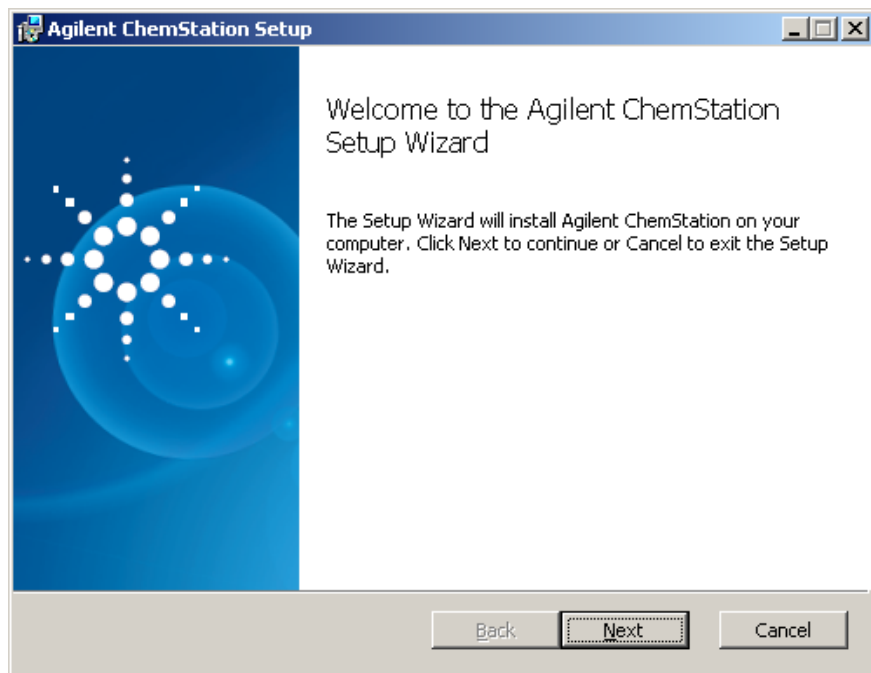 Agilent ChemStation Setup
Welcome to the Agilent ChemStation
Setup Wizard
The Setup Wizard will install Agilent ChemStation on your
computer. Click Next to continue or Cancel to exit the Setup
Wizard.
Back
Next
Cancel